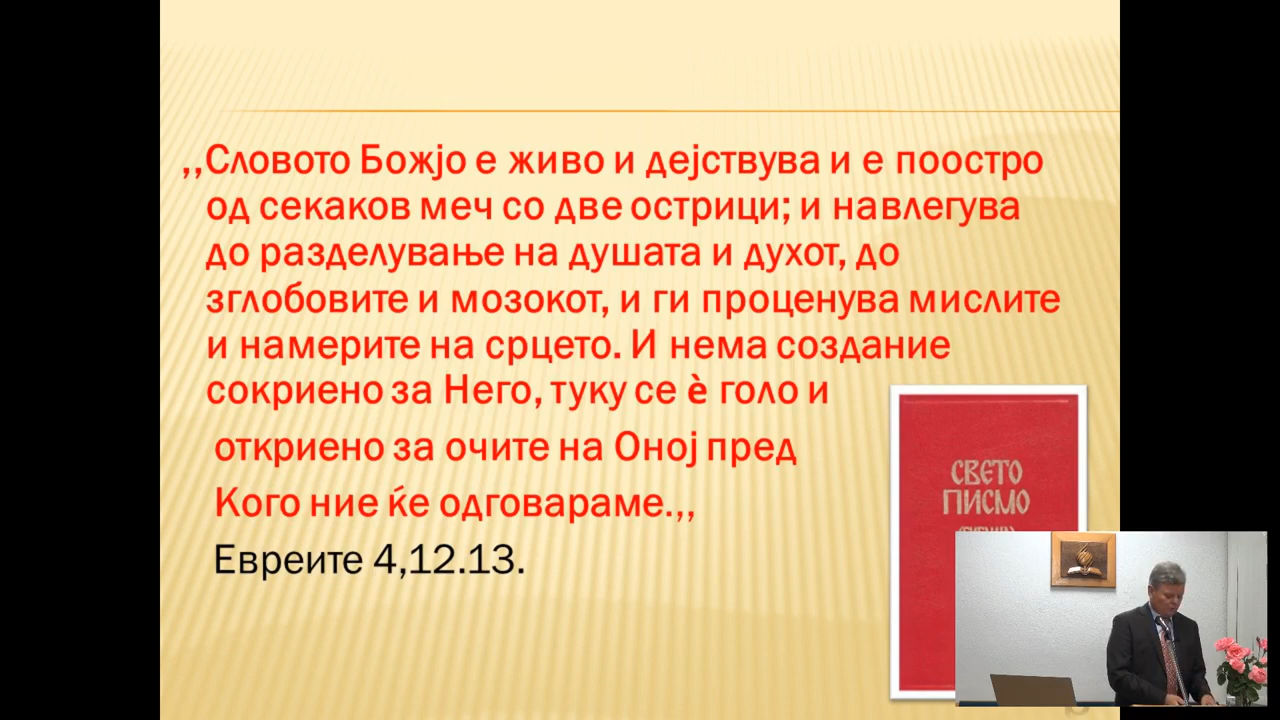 ,,Словото Божјо е живо и дејствува и е поостро
од секаков меч со две острици; и навлегува
до разделување на душата и духот, до
зглобовите и мозокот, и ги проценува мислите
и намерите на срцето. И нема создание
сокриено за Него, туку се ѐ голо и
откриено за очите на Оној пред
Кого ние ќе одговараме.,,
Евреите 4,12.13.
СВЕТО
ПИСМО